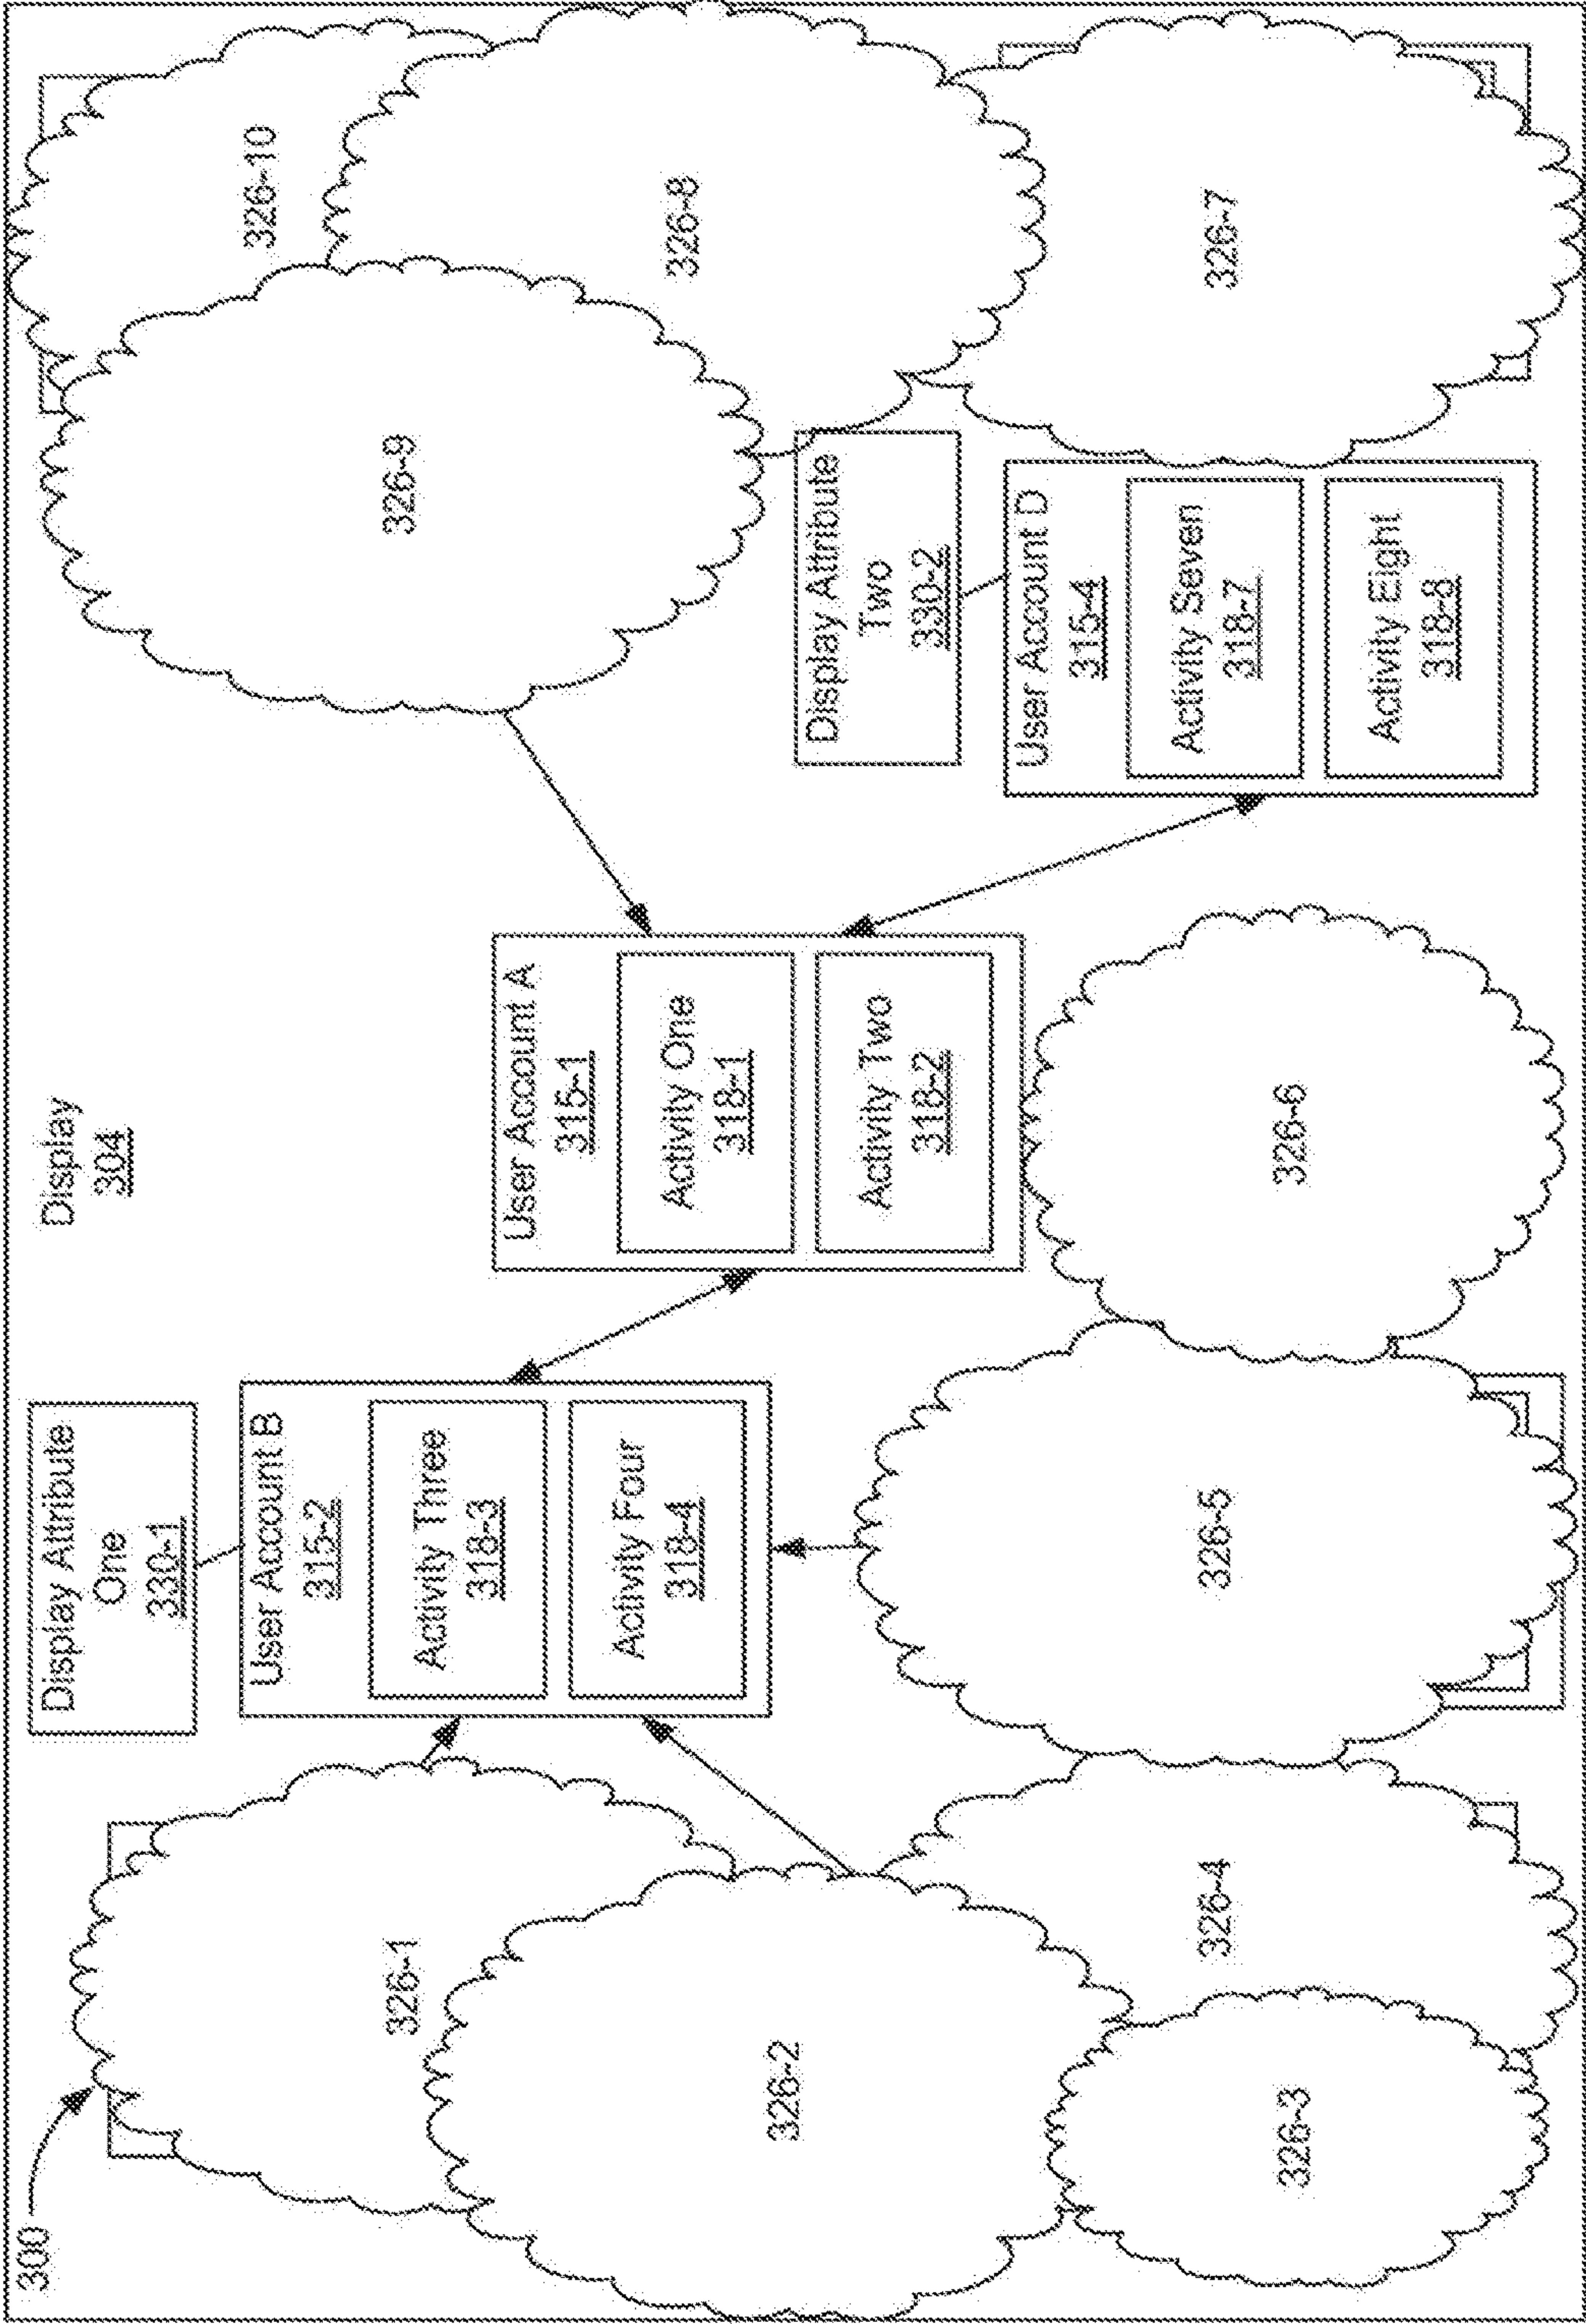 300
Display
304
Display Attribute
One
330-1
User Account B
315-2
Activity Three
318-3
Activity Four
318-4
User Account A
315-1
Activity One
318-1
Activity Two
318-2
Display Attribute
Two
330-2
User Account D
315-4
Activity Seven
318-7
Activity Eight
318-8
326-1
326-2
326-3
326-4
326-5
326-6
326-7
326-8
326-9
326-10